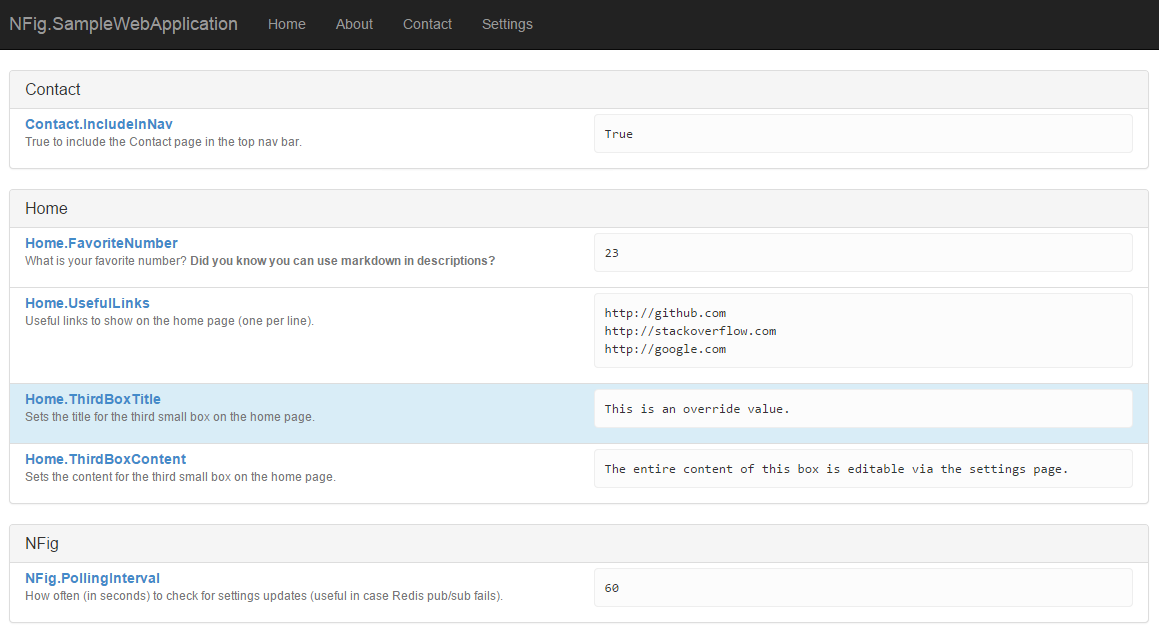 NFig.SampleWebApplication Home About Contact Settings
Contact
Contact.IncludeInNav
True to include the Contact page in the top nav bar.
True
Home
Home.FavoriteNumber
What is your favorite number? Did you know you can use markdown in descriptions?
23
Home.UsefulLinks
Useful links to show on the home page (one per line).
http://github.com
http://stackoverflow.com
http://google.com
Home.ThirdBoxTitle
Sets the title for the third small box on the home page.
This is an override value.
Home.ThirdBoxContent
Sets the content for the third small box on the home page.
The entire content of this box is editable via the settings page.
NFig
NFig.PollingInterval
How often (in seconds) to check for settings updates (useful in case Redis pub/sub fails).
60